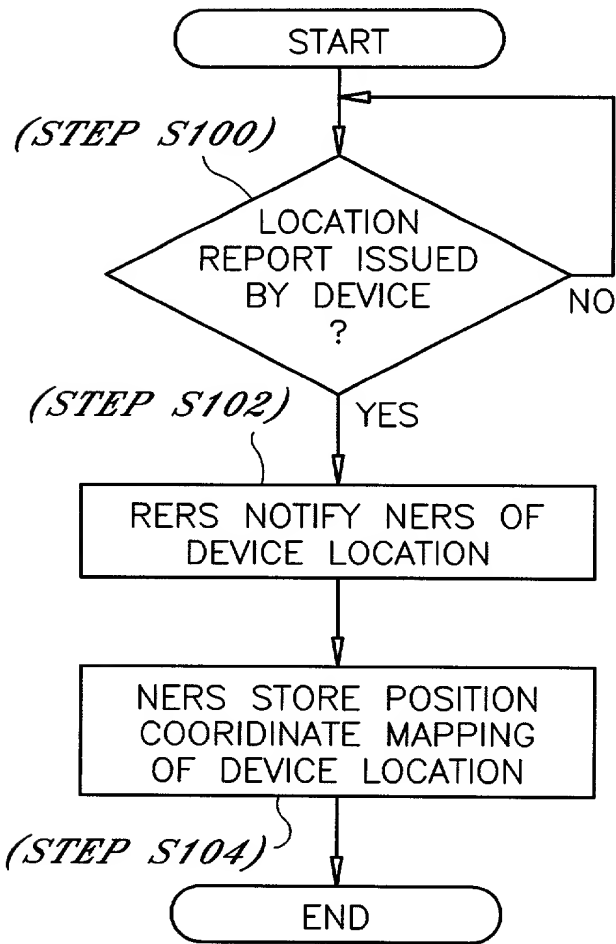 START
(STEP S100)
LOCATION
REPORT ISSUED
BY DEVICE
?
NO
(STEP S102)
YES
RERS NOTIFY NERS OF
DEVICE LOCATION
NERS STORE POSITION
COORIDINATE MAPPING
OF DEVICE LOCATION
(STEP S104)
END